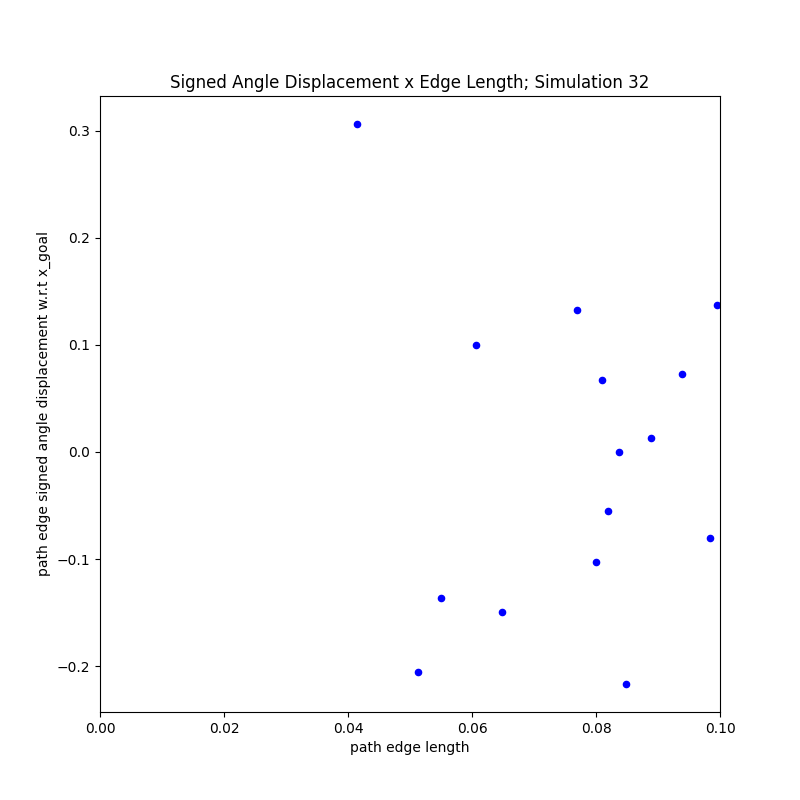 Signed Angle Displacement x Edge Length; Simulation 32
path edge signed angle displacement w.r.t x_goal
0.3
0.2
0.1
0.0
−0.1
−0.2
0.00 0.02 0.04 0.06 0.08 0.10
path edge length